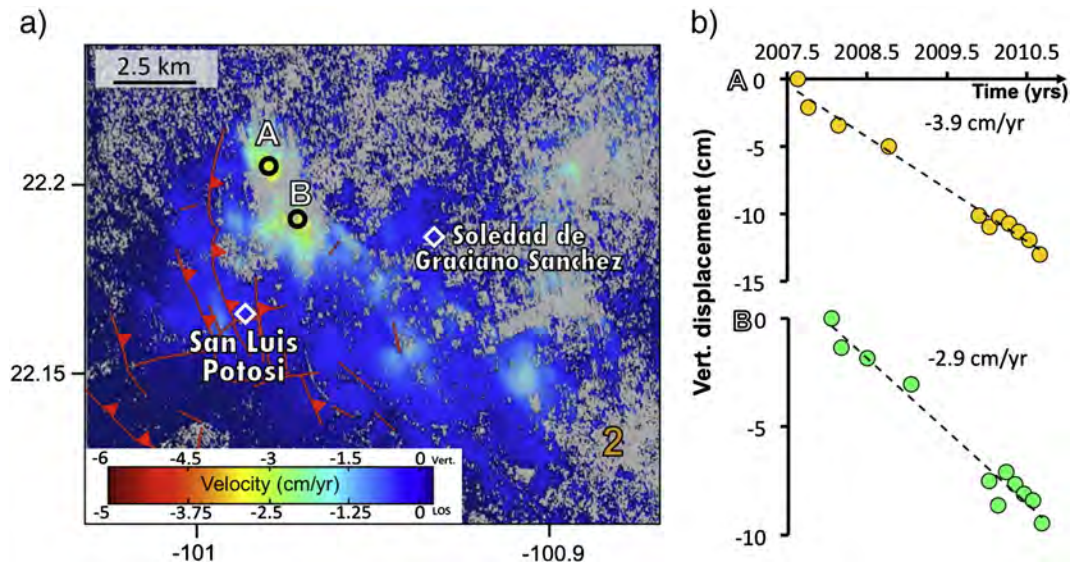 a)
2.5 km
22.2
22.15
A
B
Soledad de
Graciano Sanchez
San Luis
Potosi
2
-6 -4.5 -3 -1.5 0 Vert.
Velocity (cm/yr)
-5 -3.75 -2.5 -1.25 0 LOS
-101 -100.9
b)
2007.5 2008.5 2009.5 2010.5
Time (yrs)
Vert. displacement (cm)
A
0
-5
-10
-15
-3.9 cm/yr
B
0
-5
-10
-2.9 cm/yr